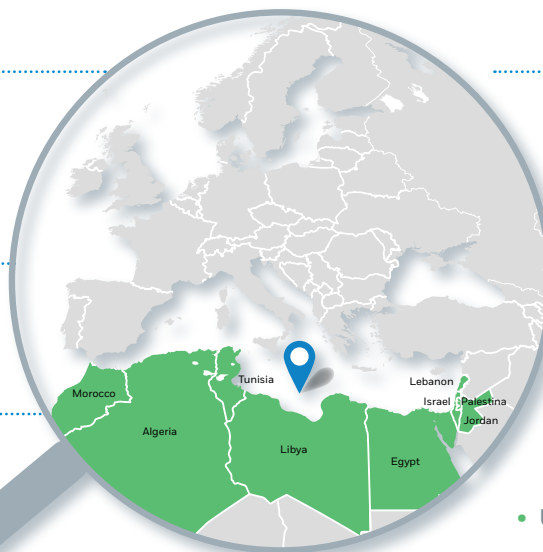 Tunisia
Lebanon
Morocco
Israel Palestina
Jordan
Algeria
Libya
Egypt